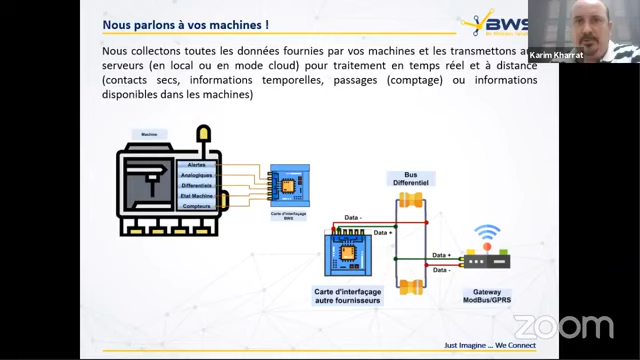 Nous parlons à vos machines !
BWS
Karim Kharrat
Nous collectons toutes les données fournies par vos machines et les transmettons
serveurs (en local ou en mode cloud) pour traitement en temps réel et à distance
(contacts secs, informations temporelles, passages (comptage) ou informations
disponibles dans les machines)
Machine
Alertes
Analogiques
Differentiels
Etat Machine
Compteurs
Carte d'interfaçage
BWS
Bus
Differentiel
Data -
Data +
Data +
Data -
Carte d'interfaçage
autre fournisseurs
Gateway
ModBus/GPRS
zoom
Just Imagine ... We Connect